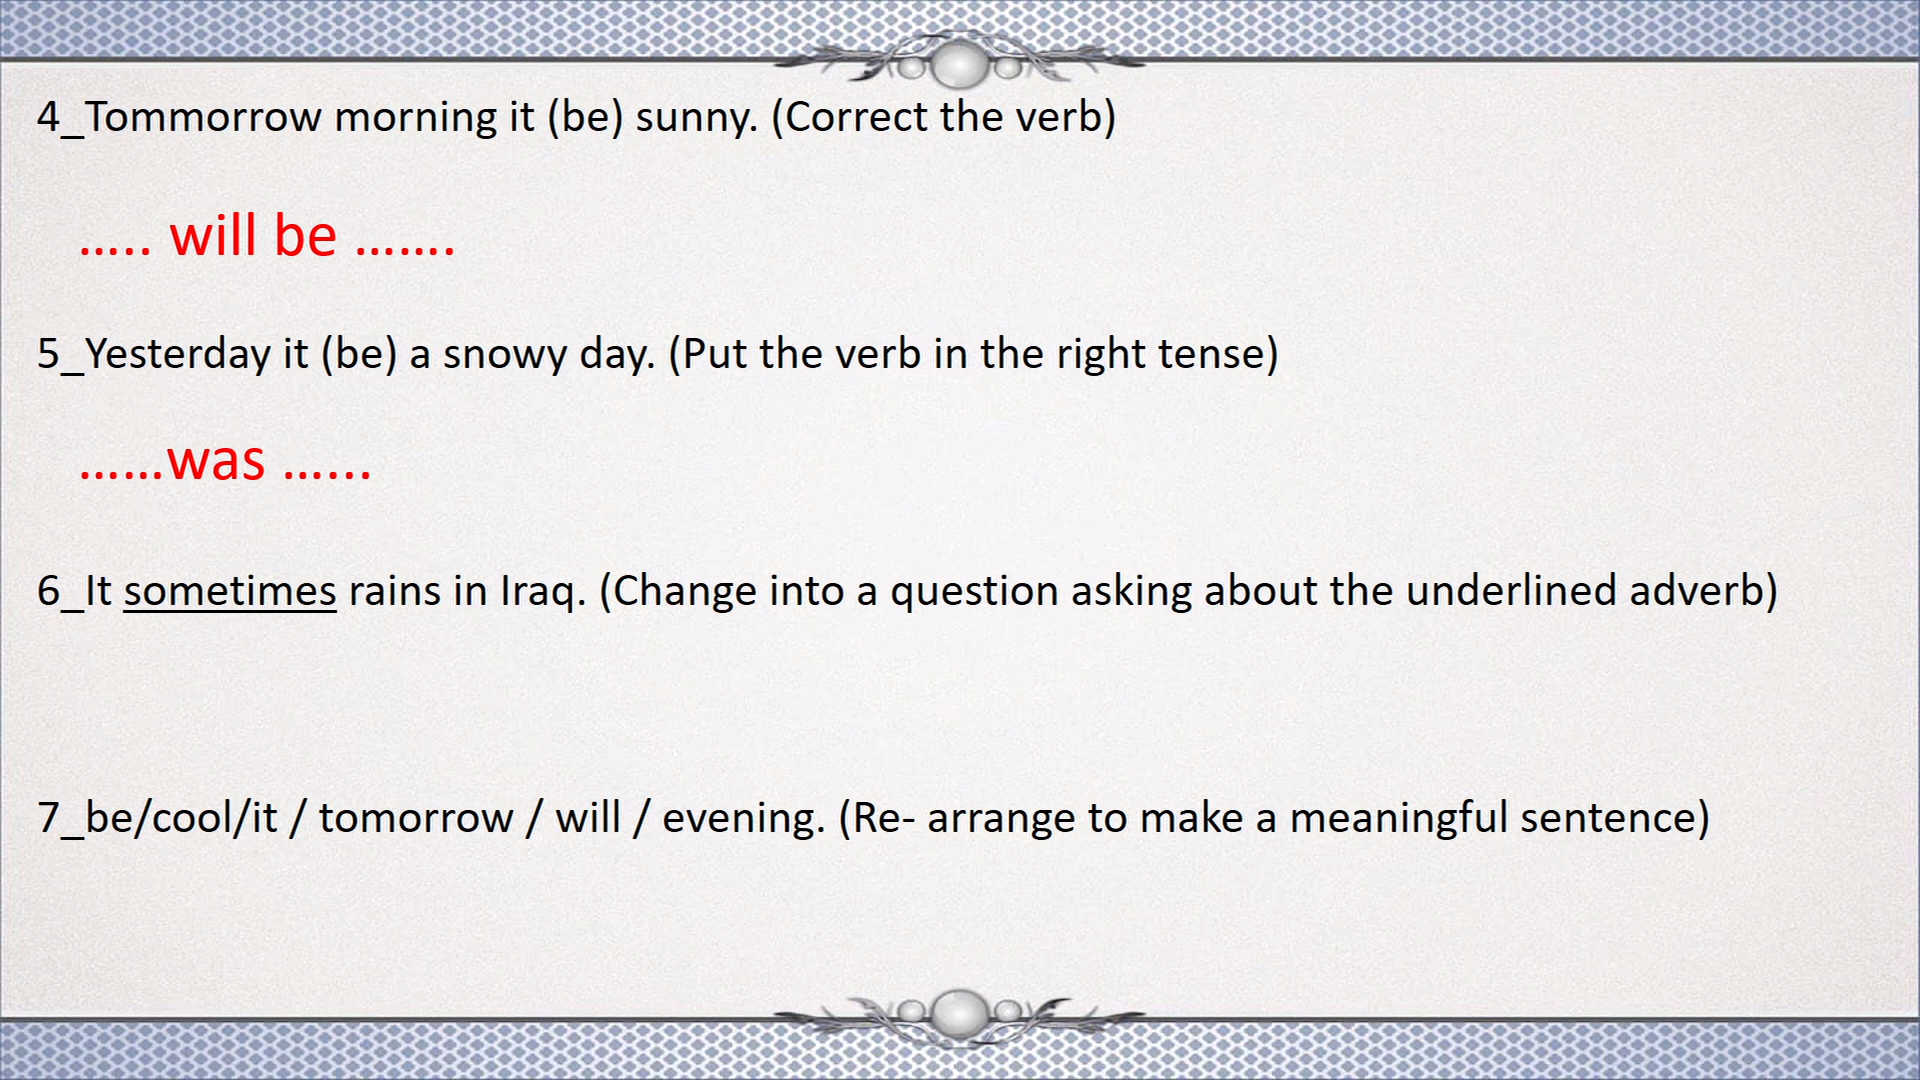 4_Tommorrow morning it (be) sunny. (Correct the verb)
….. will be …….
5_Yesterday it (be) a snowy day. (Put the verb in the right tense)
……was ……
6_It sometimes rains in Iraq. (Change into a question asking about the underlined adverb)
7_be/cool/it / tomorrow / will / evening. (Re- arrange to make a meaningful sentence)